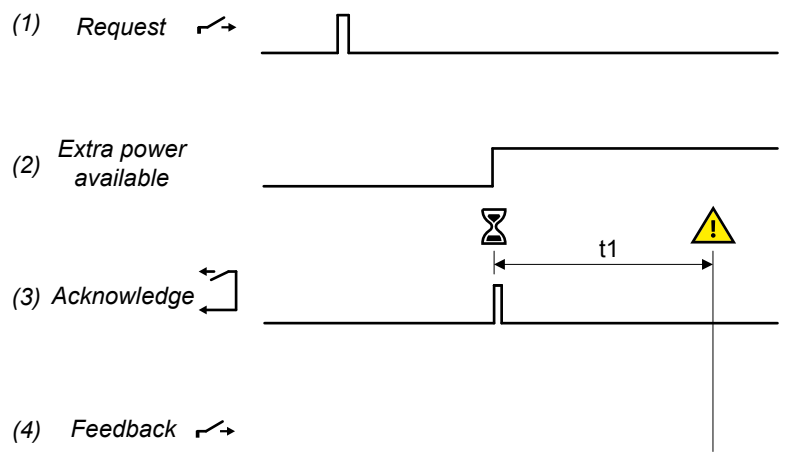 (1) Request
(2) Extra power
available
t1
(3) Acknowledge
(4) Feedback